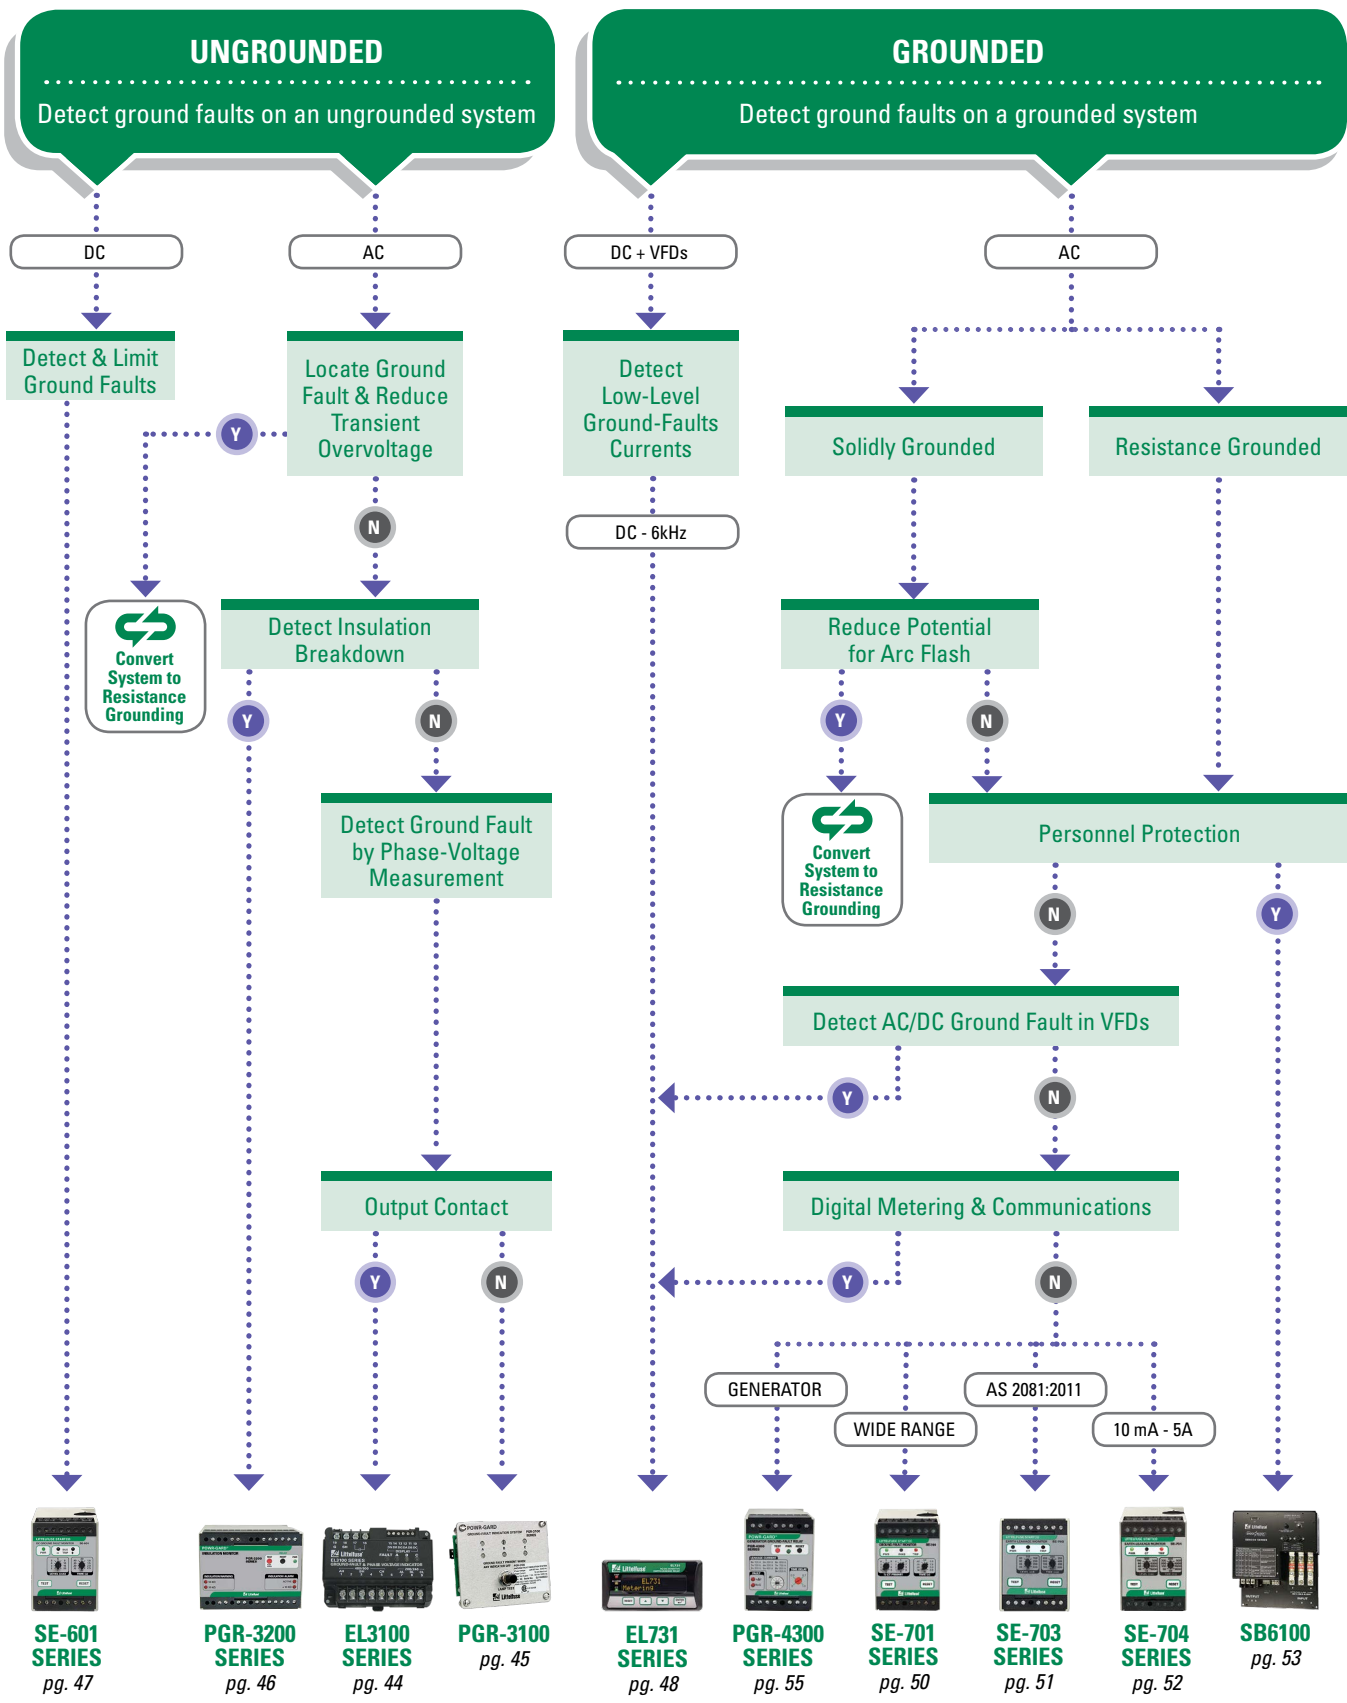 UNGROUNDED
Detect ground faults on an ungrounded system
GROUNDED
Detect ground faults on a grounded system
DC
AC
DC + VFDs
AC
Detect & Limit
Ground Faults
Locate Ground
Fault & Reduce
Transient
Overvoltage
Detect
Low-Level
Ground-Faults
Currents
Solidly Grounded
Resistance Grounded
Y
N
DC - 6kHz
Convert
System to
Resistance
Grounding
Detect Insulation
Breakdown
Reduce Potential
for Arc Flash
Y
N
Y
N
Detect Ground Fault
by Phase-Voltage
Measurement
Convert
System to
Resistance
Grounding
Personnel Protection
N
Y
Detect AC/DC Ground Fault in VFDs
Y
N
Output Contact
Digital Metering & Communications
Y
N
Y
N
GENERATOR
WIDE RANGE
AS 2081:2011
10 mA - 5A
POWR-GARD
Littelfuse
EL731
Metering
TEST
RESET
SE-601
SERIES
pg. 47
PGR-3200
SERIES
pg. 46
EL3100
SERIES
pg. 44
PGR-3100
pg. 45
EL731
SERIES
pg. 48
PGR-4300
SERIES
pg. 55
SE-701
SERIES
pg. 50
SE-703
SERIES
pg. 51
SE-704
SERIES
pg. 52
SB6100
pg. 53